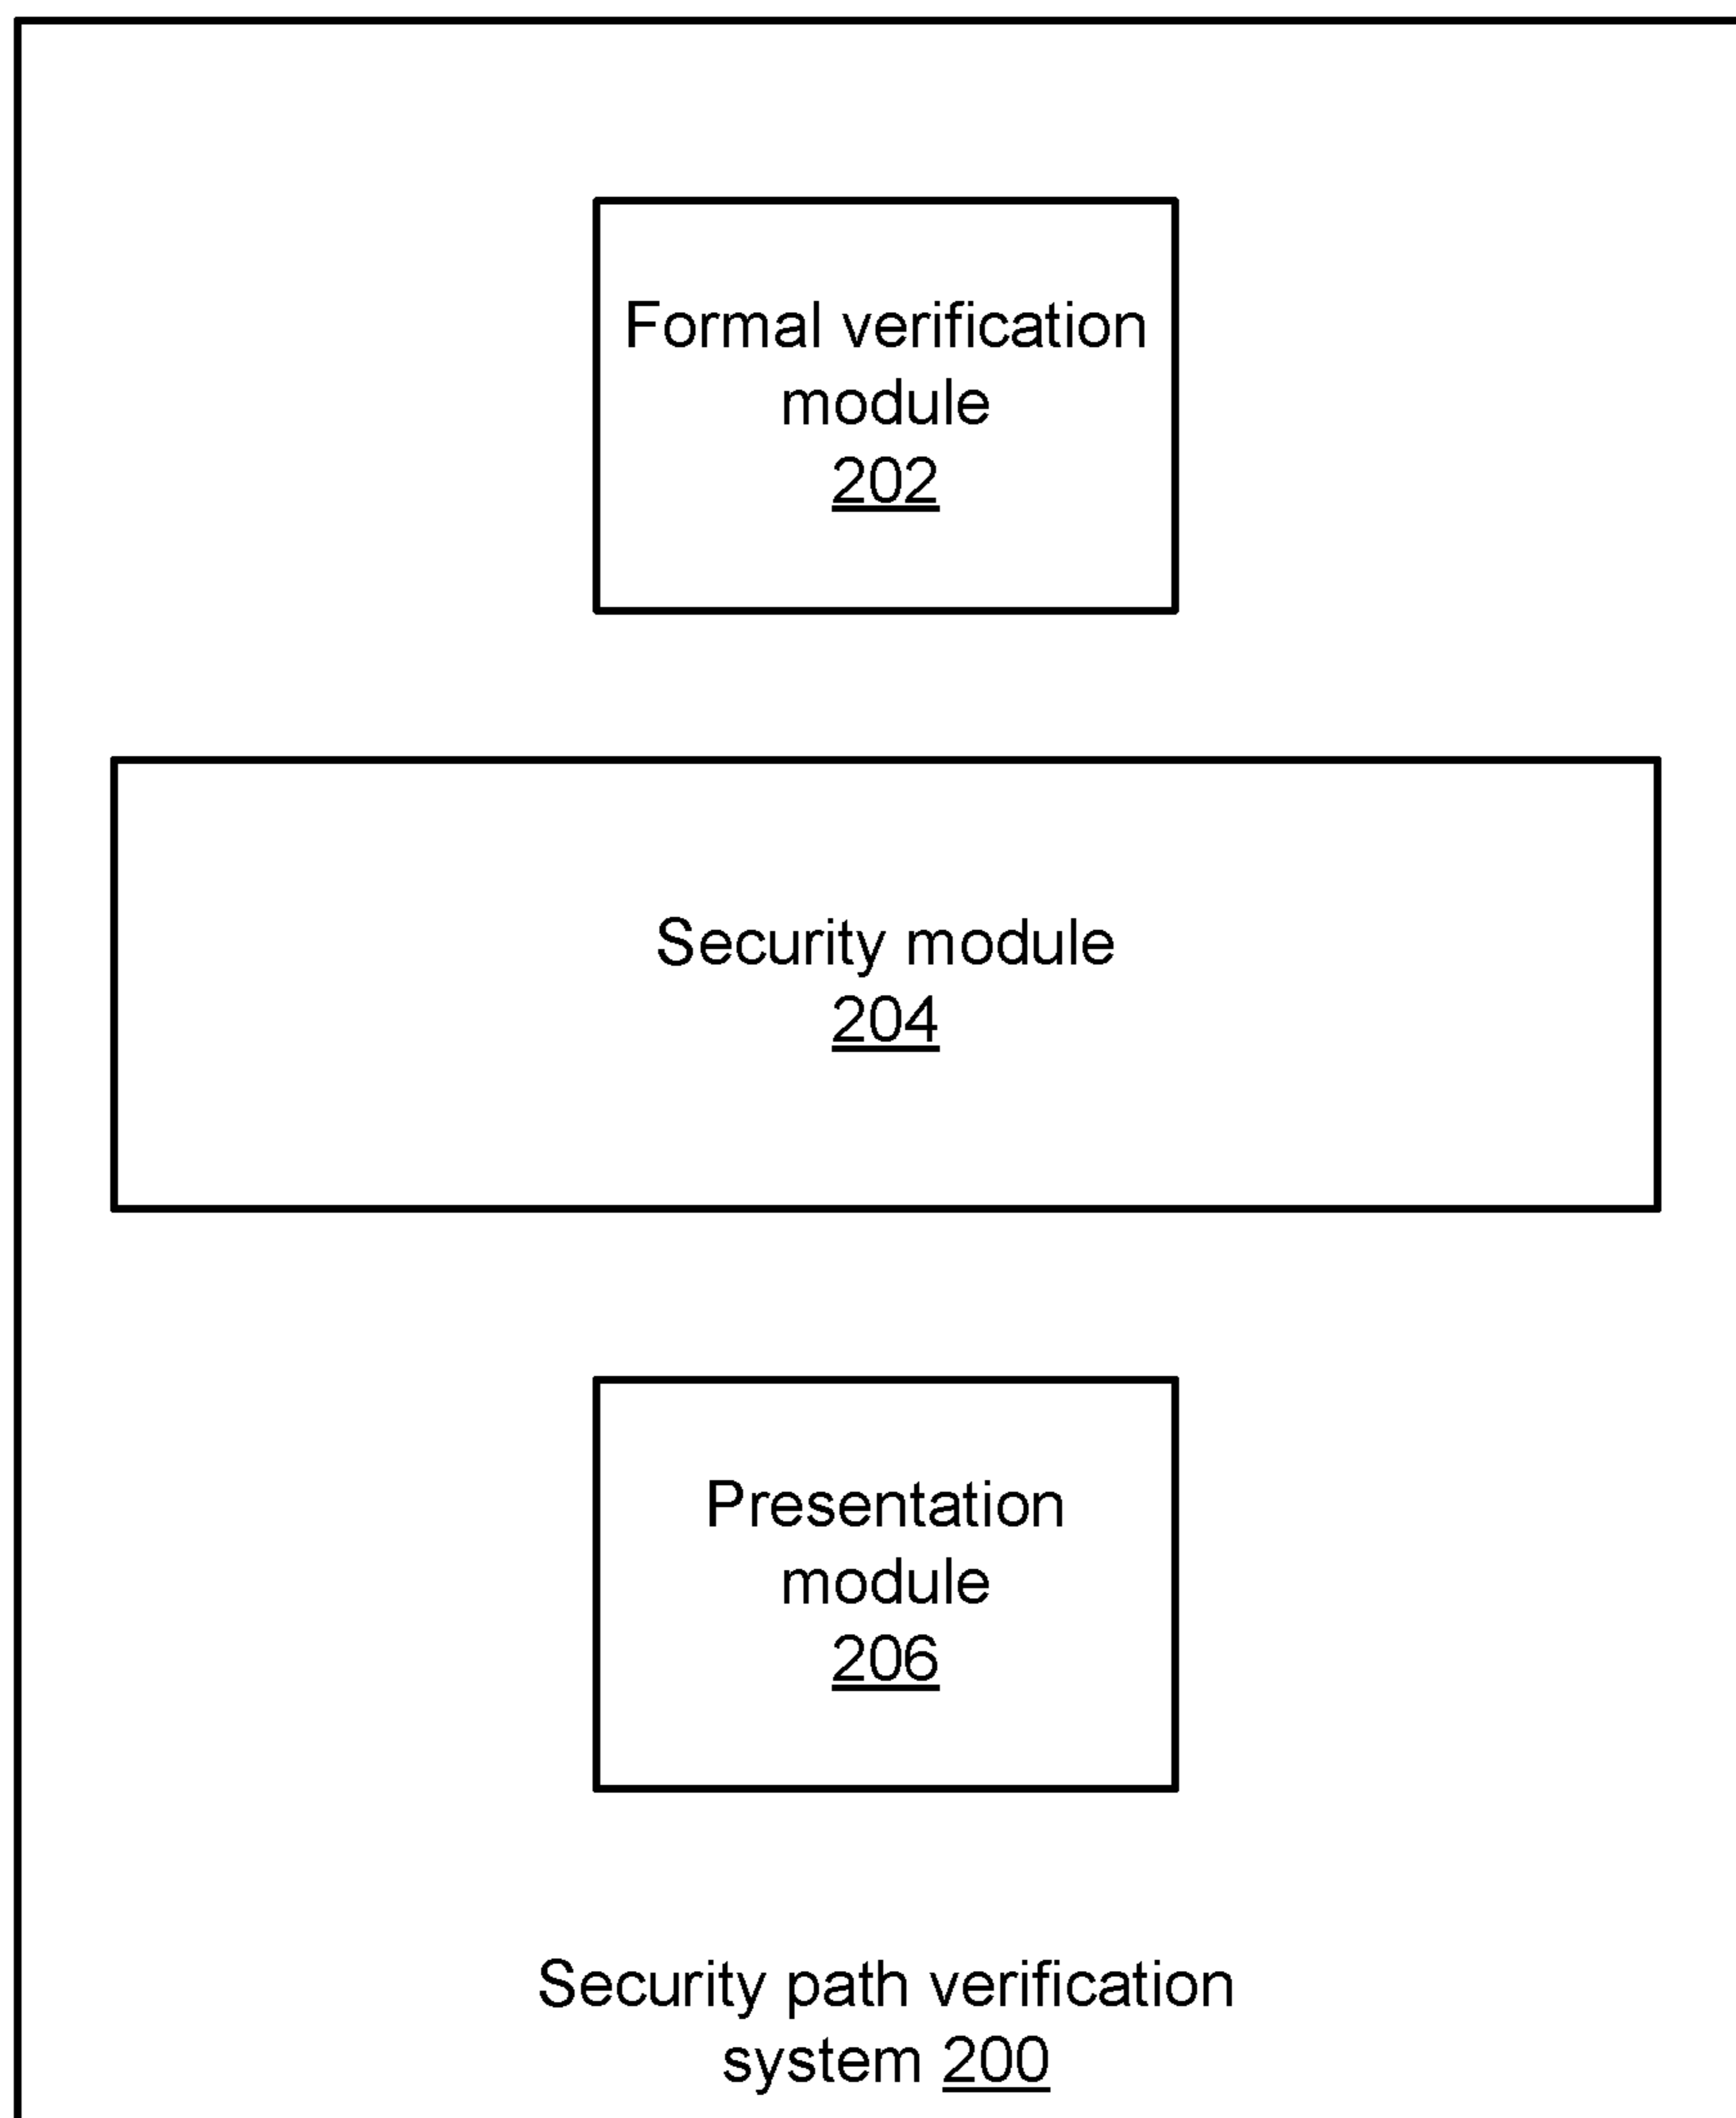 Formal verification
module
202
Security module
204
Presentation
module
206
Security path verification
system 200